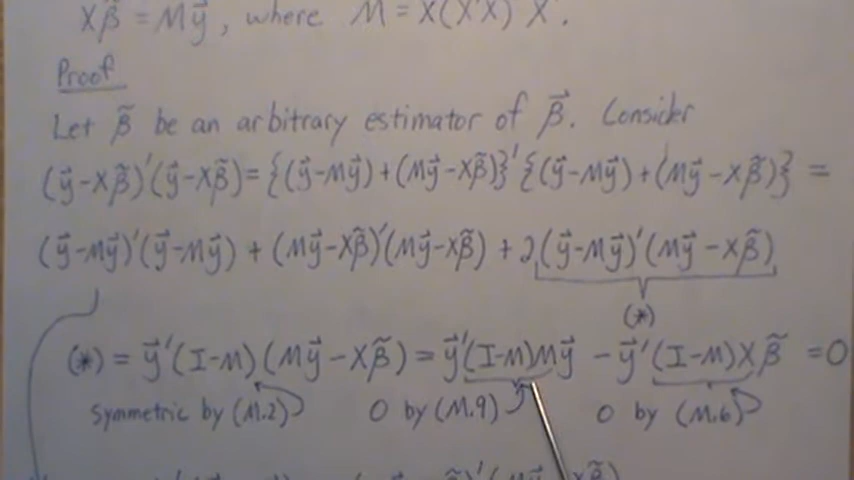 Xβ̃ = My⃗, where M = X(X'X) X'.
Proof
Let β̃ be an arbitrary estimator of β⃗. Consider
(y⃗-Xβ̃)'(y⃗-Xβ̃) = {(y⃗-My⃗)+(My⃗-Xβ̃)}'{(y⃗-My⃗)+(My⃗-Xβ̃)} =
(y⃗-My⃗)'(y⃗-My⃗) + (My⃗-Xβ̃)'(My⃗-Xβ̃) + 2(y⃗-My⃗)'(My⃗-Xβ̃)
(*)
(*) = y⃗'(I-M)(My⃗-Xβ̃) = y⃗'(I-M)My⃗ - y⃗'(I-M)Xβ̃ = 0
Symmetric by (M.2) 0 by (M.9) 0 by (M.6)